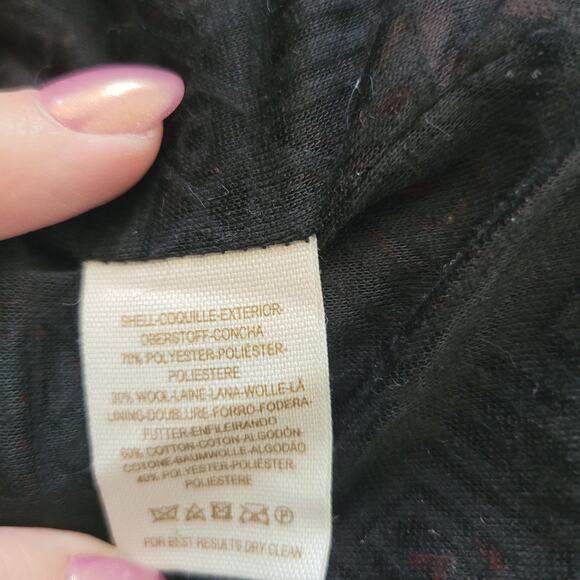 SHELL-COQUILLE-EXTERIOR-
OBERSTOFF-CONCHA
70% POLYESTER-POLIÉSTER-
POLIESTERE
30% WOOL-LAINE-LANA-WOLLE-LÃ
LINING-DOUBLURE-FORRO-FODERA-
FUTTER-ENFILEIRANDO
60% COTTON-COTON-ALGODÓN-
COTONE-BAUMWOLLE-ALGODÃO
40% POLYESTER-POLIÉSTER-
POLIESTERE
P
FOR BEST RESULTS DRY CLEAN